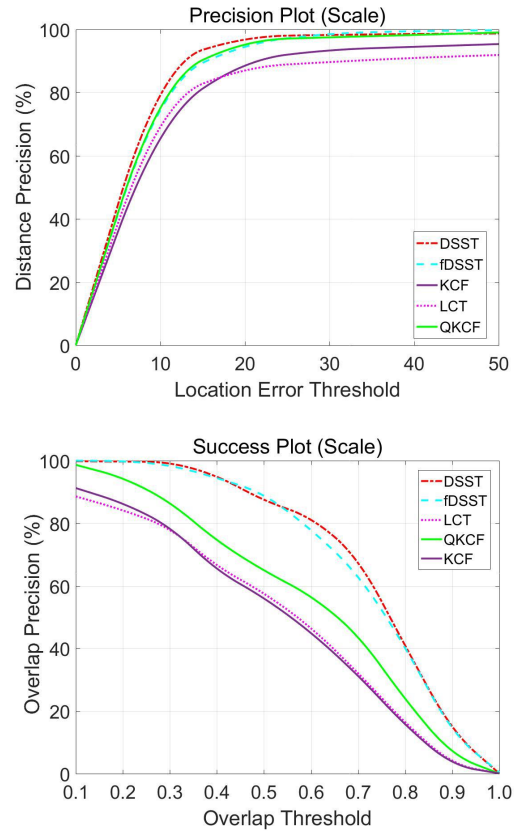 Precision Plot (Scale)
100
80
60
40
20
0
Distance Precision (%)
DSST
fDSST
KCF
LCT
QKCF
0 10 20 30 40 50
Location Error Threshold
Success Plot (Scale)
100
80
60
40
20
0
Overlap Precision (%)
DSST
fDSST
LCT
QKCF
KCF
0.1 0.2 0.3 0.4 0.5 0.6 0.7 0.8 0.9 1.0
Overlap Threshold